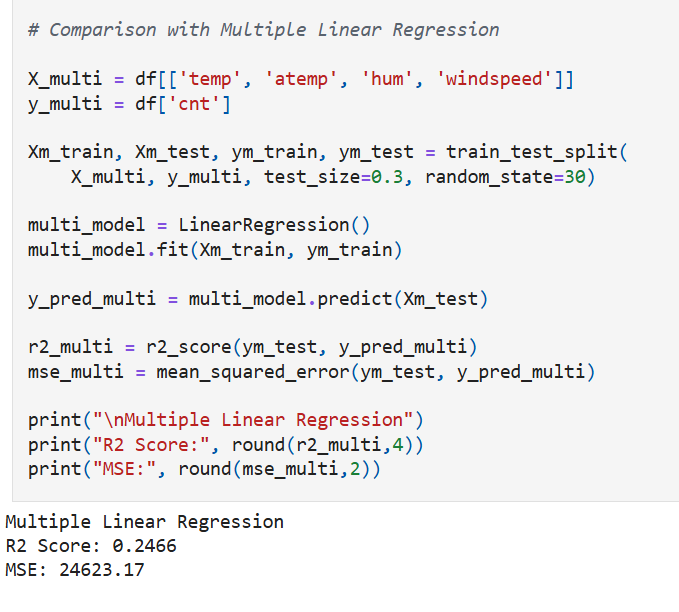 # Comparison with Multiple Linear Regression
X_multi = df[['temp', 'atemp', 'hum', 'windspeed']]
y_multi = df['cnt']
Xm_train, Xm_test, ym_train, ym_test = train_test_split(
    X_multi, y_multi, test_size=0.3, random_state=30)
multi_model = LinearRegression()
multi_model.fit(Xm_train, ym_train)
y_pred_multi = multi_model.predict(Xm_test)
r2_multi = r2_score(ym_test, y_pred_multi)
mse_multi = mean_squared_error(ym_test, y_pred_multi)
print("\nMultiple Linear Regression")
print("R2 Score:", round(r2_multi,4))
print("MSE:", round(mse_multi,2))
Multiple Linear Regression
R2 Score: 0.2466
MSE: 24623.17